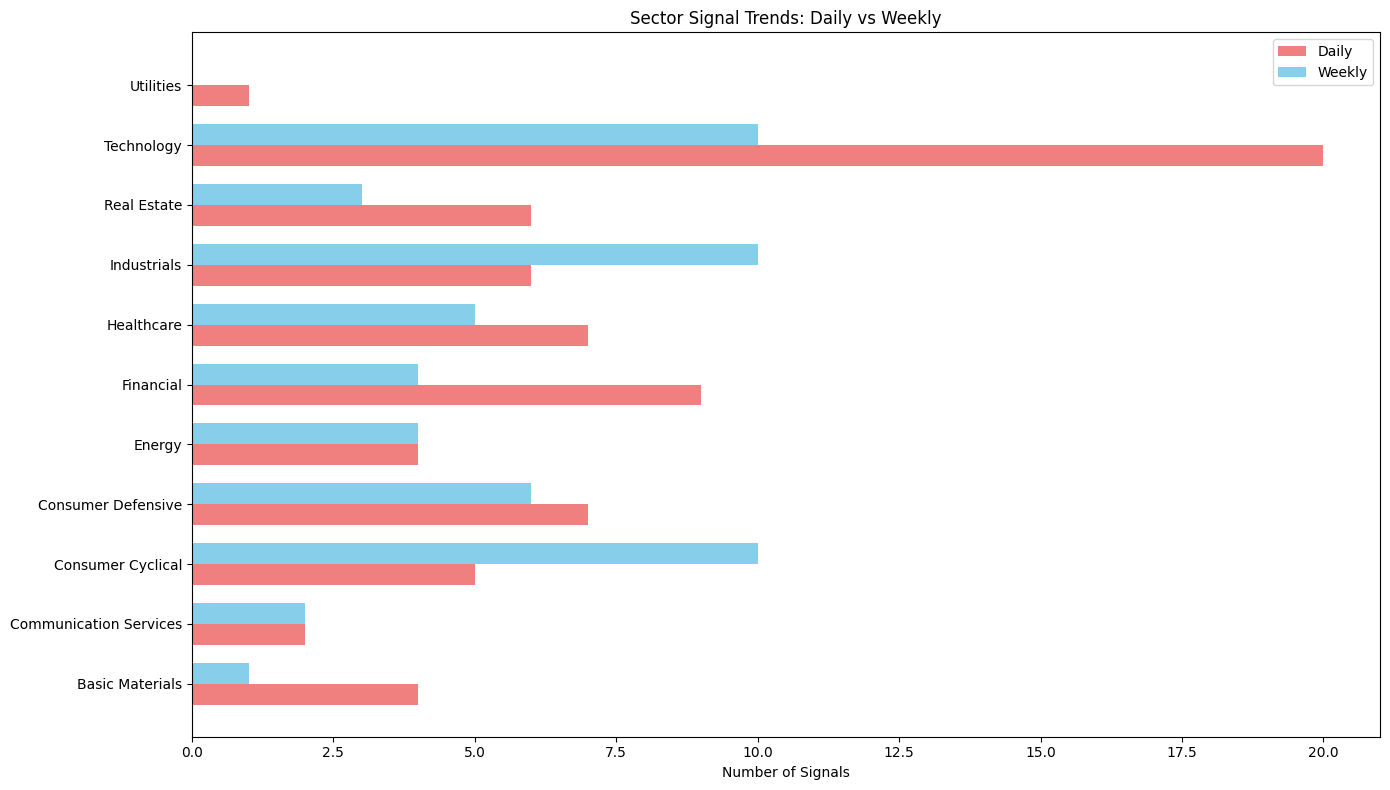 Sector Signal Trends: Daily vs Weekly
Daily
Weekly
Utilities
Technology
Real Estate
Industrials
Healthcare
Financial
Energy
Consumer Defensive
Consumer Cyclical
Communication Services
Basic Materials
0.0 2.5 5.0 7.5 10.0 12.5 15.0 17.5 20.0
Number of Signals